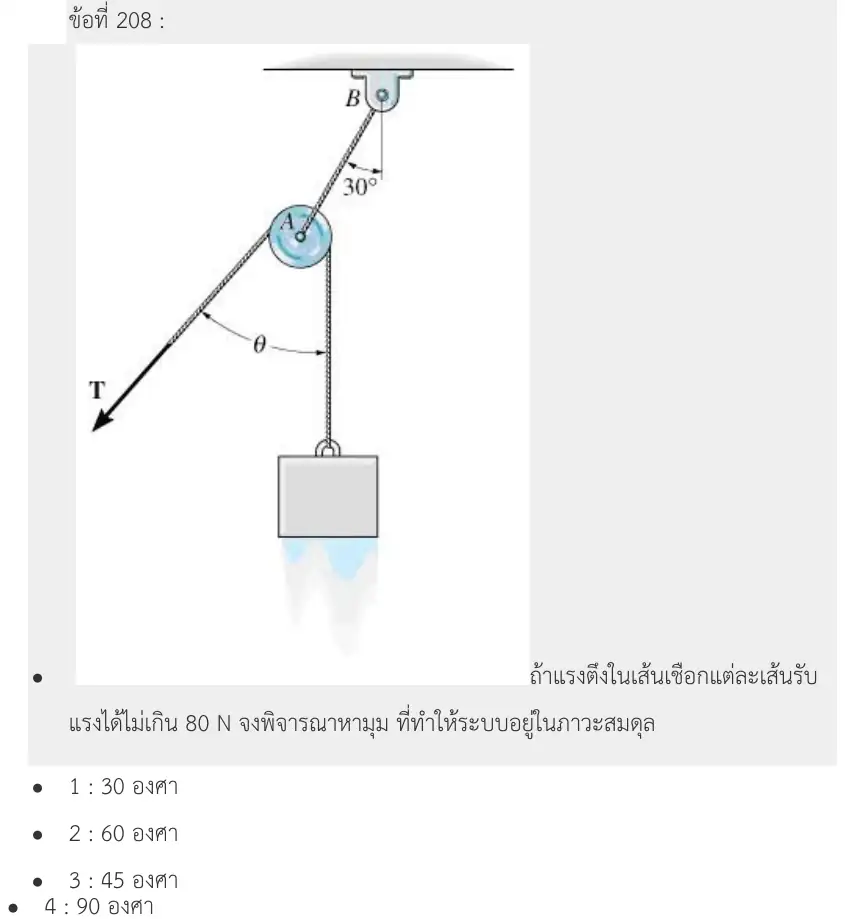 ข้อที่ 208 :
B
30°
A
θ
T
ถ้าแรงตึงในเส้นเชือกแต่ละเส้นรับ
แรงได้ไม่เกิน 80 N จงพิจารณาหามุม ที่ทำให้ระบบอยู่ในภาวะสมดุล
1 : 30 องศา
2 : 60 องศา
3 : 45 องศา
4 : 90 องศา